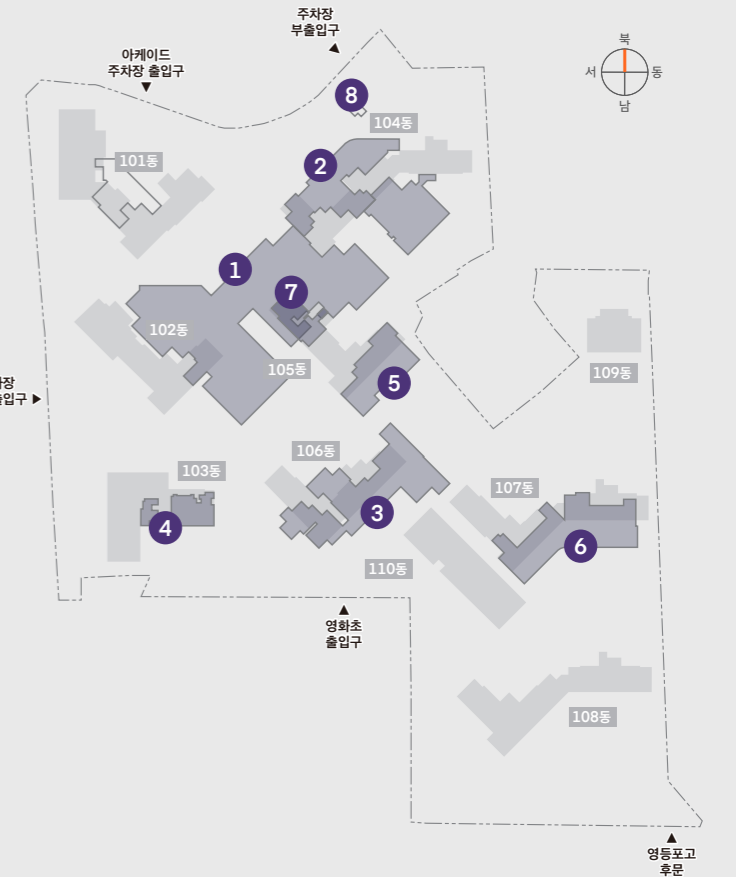 주차장
부출입구
아케이드
주차장 출입구
북
서
동
남
8
104동
101동
2
1
7
102동
105동
5
109동
106동
103동
107동
3
4
6
110동
영화초
출입구
108동
영등포고
후문